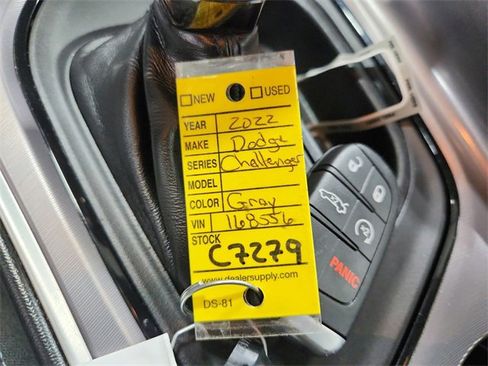 □ NEW □ USED
YEAR 2022
MAKE Dodge
SERIES Challenger
MODEL
COLOR Gray
VIN 168556
STOCK C7279
www.dealersupply.com
DS-81
PANIC